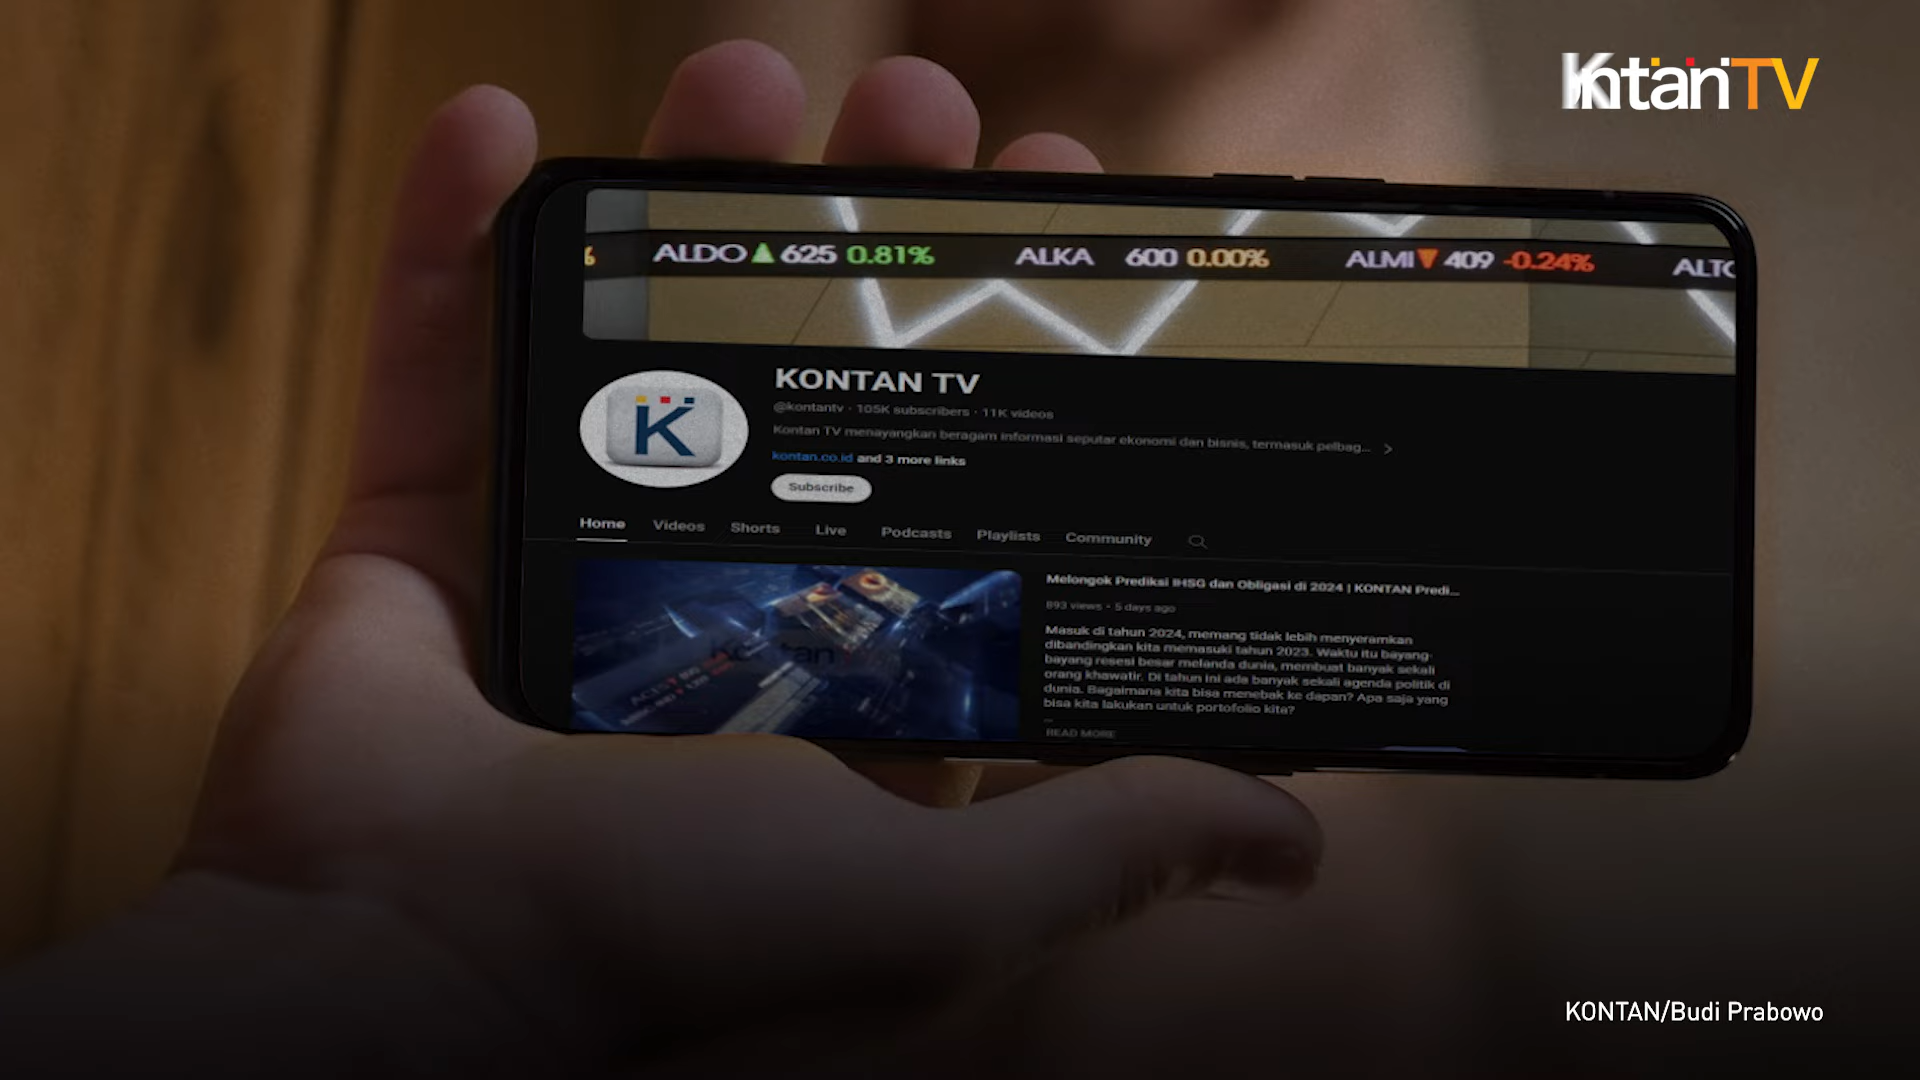 KontanTV
% ALDO ▲ 625 0.81% ALKA 600 0.00% ALMI ▼ 409 -0.24% ALTO
KONTAN TV
@kontantv · 105K subscribers · 11K videos
Kontan TV menayangkan beragam informasi seputar ekonomi dan bisnis, termasuk pelbag... >
kontan.co.id and 3 more links
Subscribe
Home Videos Shorts Live Podcasts Playlists Community
Melongok Prediksi IHSG dan Obligasi di 2024 | KONTAN Predi...
893 views • 5 days ago
Masuk di tahun 2024, memang tidak lebih menyeramkan
dibandingkan kita memasuki tahun 2023. Waktu itu bayang-
bayang resesi besar melanda dunia, membuat banyak sekali
orang khawatir. Di tahun ini ada banyak sekali agenda politik di
dunia. Bagaimana kita bisa menebak ke depan? Apa saja yang
bisa kita lakukan untuk portofolio kita?
...
READ MORE
KONTAN/Budi Prabowo